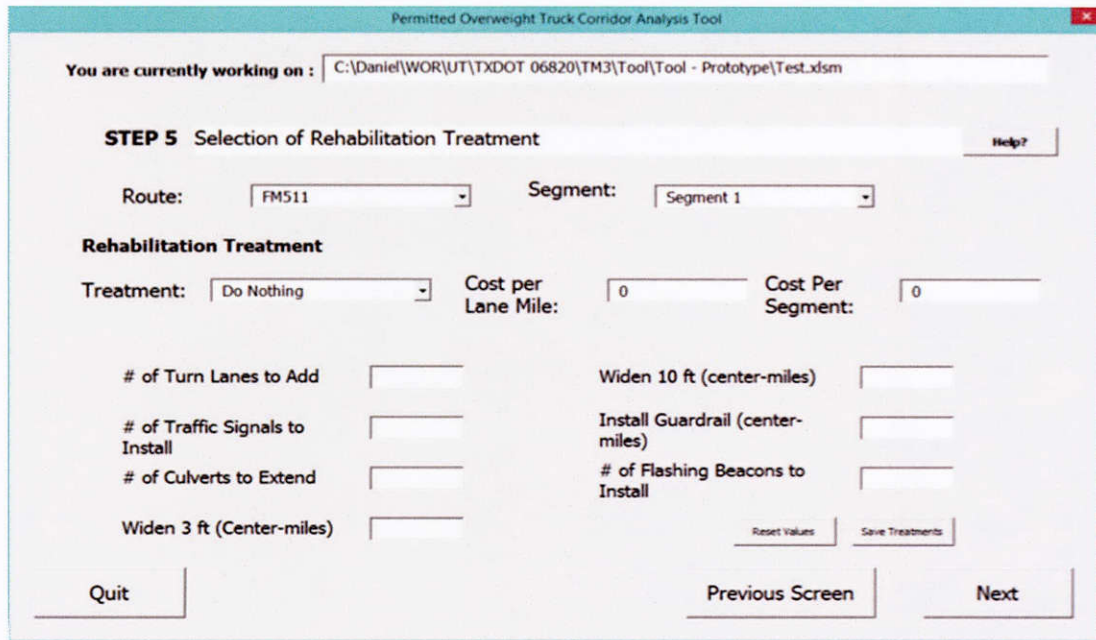 Permitted Overweight Truck Corridor Analysis Tool
You are currently working on : C:\Daniel\WOR\UT\TXDOT 06820\TM3\Tool\Tool - Prototype\Test.xlsm
STEP 5 Selection of Rehabilitation Treatment Help?
Route: FM511 Segment: Segment 1
Rehabilitation Treatment
Treatment: Do Nothing Cost per Lane Mile: 0 Cost Per Segment: 0
# of Turn Lanes to Add Widen 10 ft (center-miles)
# of Traffic Signals to Install Install Guardrail (center-miles)
# of Culverts to Extend # of Flashing Beacons to Install
Widen 3 ft (Center-miles) Reset Values Save Treatments
Quit Previous Screen Next